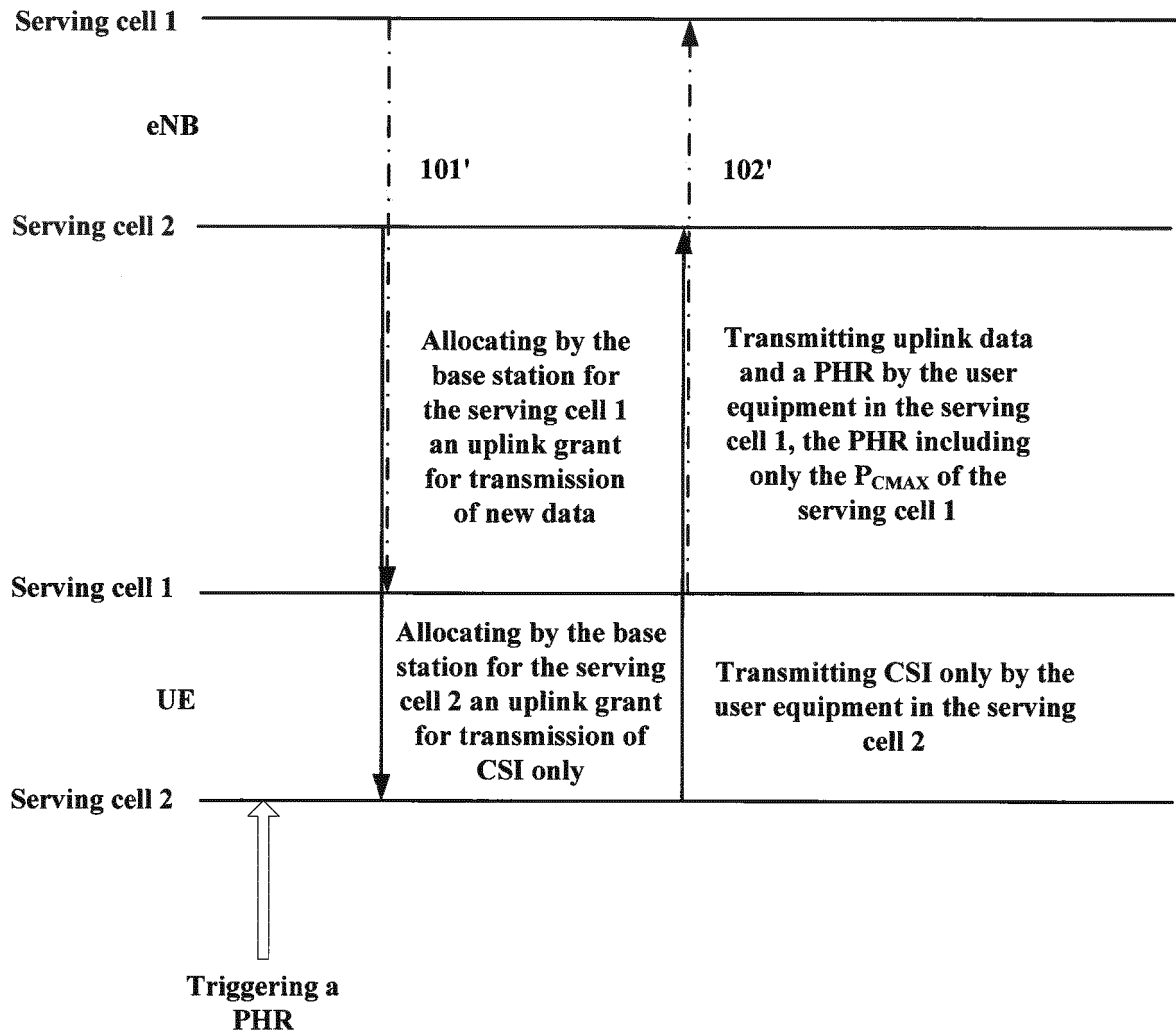 Serving cell 1
eNB
101'
102'
Serving cell 2
Allocating by the
base station for
the serving cell 1
an uplink grant
for transmission
of new data
Transmitting uplink data
and a PHR by the user
equipment in the serving
cell 1, the PHR including
only the PCMAX of the
serving cell 1
Serving cell 1
Allocating by the base
station for the serving
cell 2 an uplink grant
for transmission of
CSI only
UE
Transmitting CSI only by the
user equipment in the serving
cell 2
Serving cell 2
Triggering a
PHR